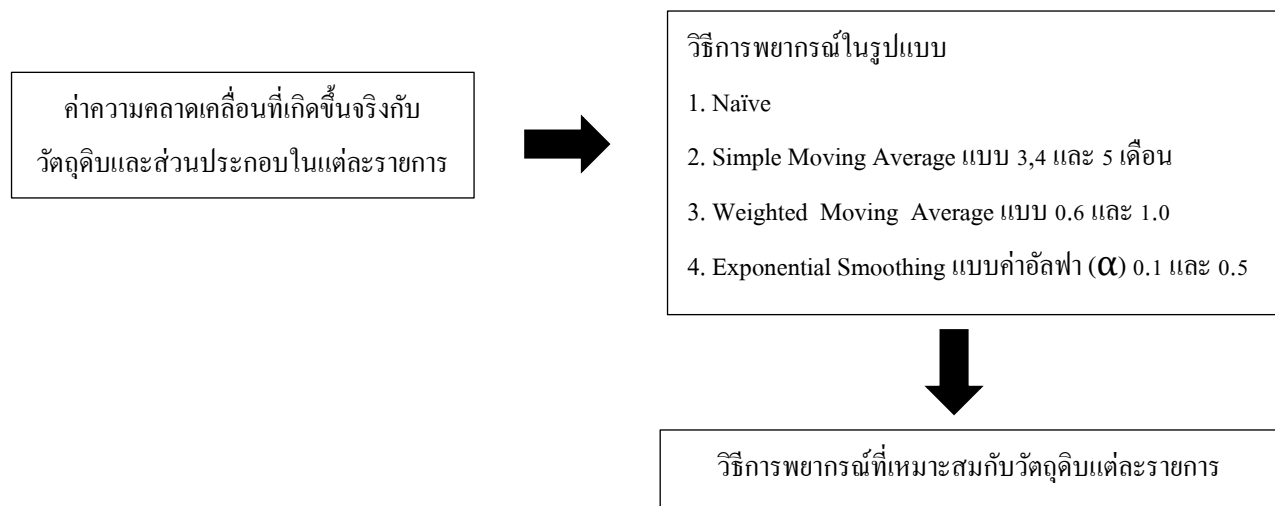 ค่าความคลาดเคลื่อนที่เกิดขึ้นจริงกับ
วัตถุดิบและส่วนประกอบในแต่ละรายการ
วิธีการพยากรณ์ในรูปแบบ
1. Naïve
2. Simple Moving Average แบบ 3,4 และ 5 เดือน
3. Weighted Moving Average แบบ 0.6 และ 1.0
4. Exponential Smoothing แบบค่าอัลฟา (α) 0.1 และ 0.5
วิธีการพยากรณ์ที่เหมาะสมกับวัตถุดิบแต่ละรายการ